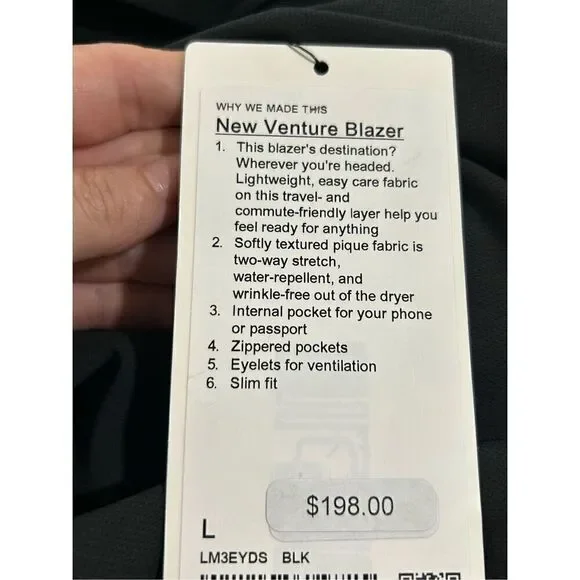 WHY WE MADE THIS
New Venture Blazer
1. This blazer's destination?
Wherever you're headed.
Lightweight, easy care fabric
on this travel- and
commute-friendly layer help you
feel ready for anything
2. Softly textured pique fabric is
two-way stretch,
water-repellent, and
wrinkle-free out of the dryer
3. Internal pocket for your phone
or passport
4. Zippered pockets
5. Eyelets for ventilation
6. Slim fit
$198.00
L
LM3EYDS BLK